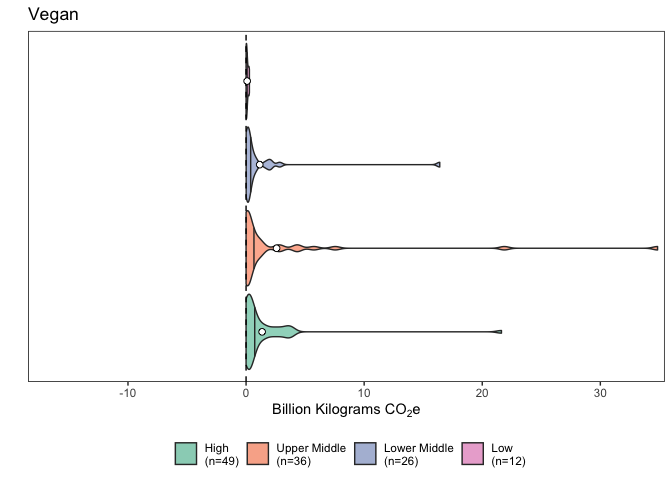 Vegan
-10 0 10 20 30
Billion Kilograms CO₂e
High Upper Middle Lower Middle Low
(n=49) (n=36) (n=26) (n=12)